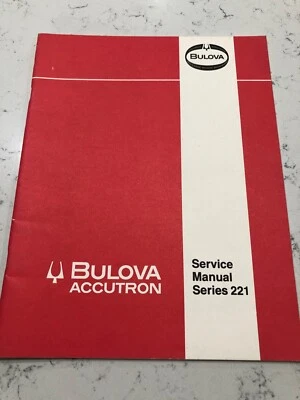 BULOVA
BULOVA
ACCUTRON
Service
Manual
Series 221